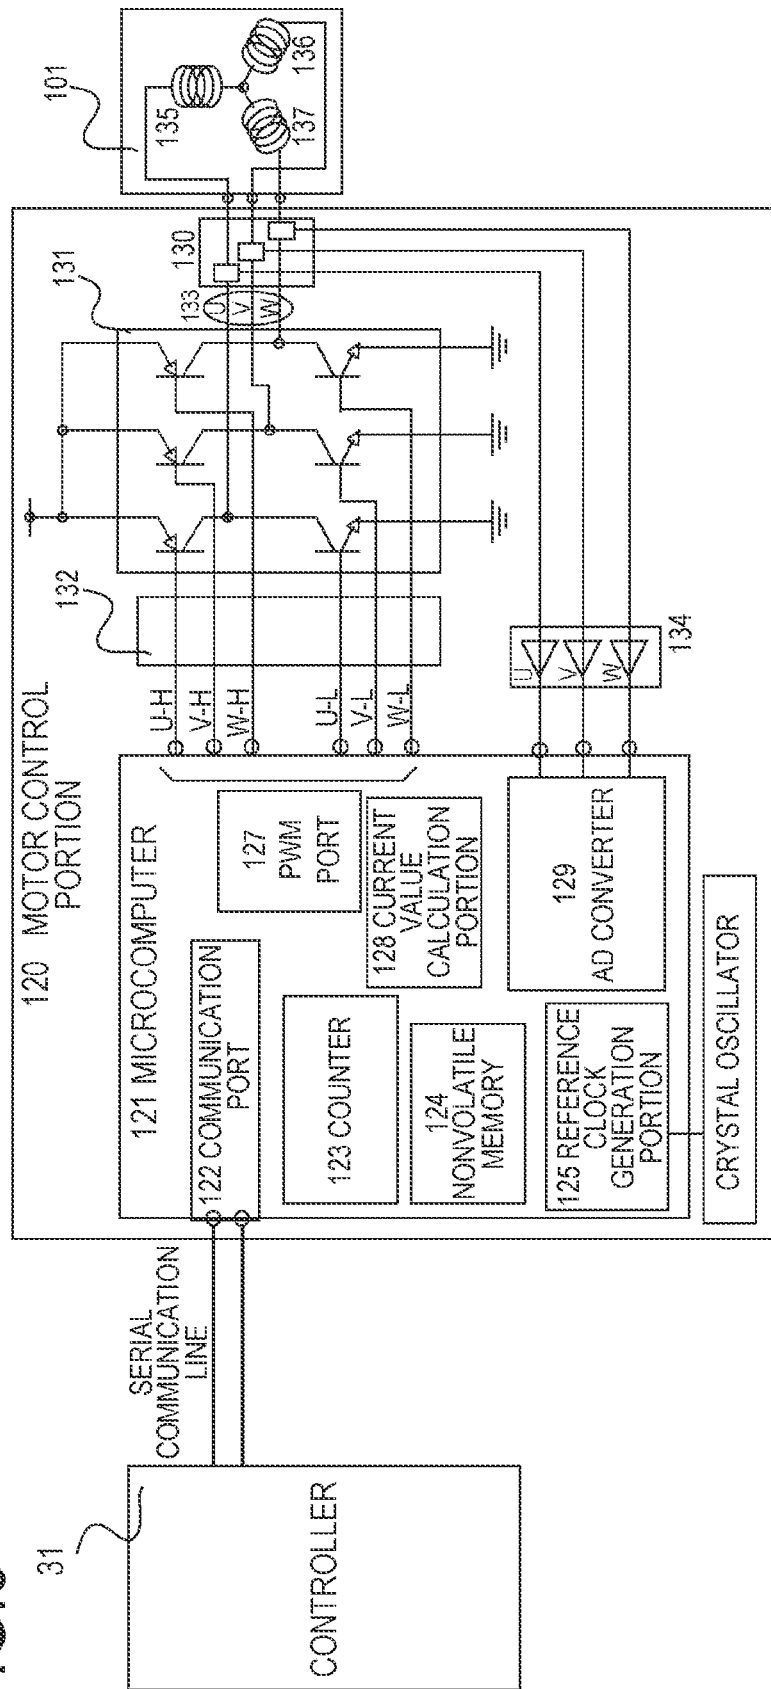 31
CONTROLLER
SERIAL
COMMUNICATION
LINE
120 MOTOR CONTROL
PORTION
121 MICROCOMPUTER
122 COMMUNICATION
PORT
123 COUNTER
124
NONVOLATILE
MEMORY
125 REFERENCE
CLOCK
GENERATION
PORTION
CRYSTAL OSCILLATOR
127
PWM
PORT
128 CURRENT
VALUE
CALCULATION
PORTION
129
AD CONVERTER
U-H
V-H
W-H
U-L
V-L
W-L
132
131
133
U
V
W
130
U
V
W
134
101
135
136
137